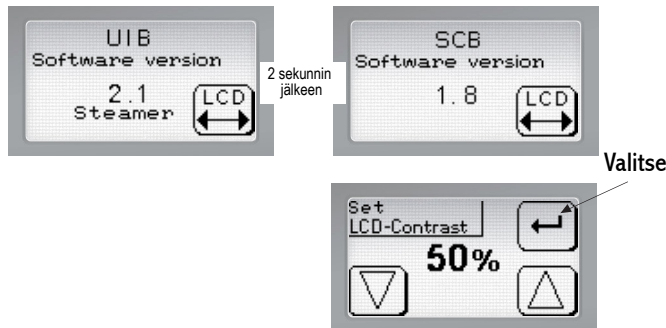 UIB
Software version
2.1
Steamer
LCD
2 sekunnin
jälkeen
SCB
Software version
1.8
LCD
Valitse
Set
LCD-Contrast
50%